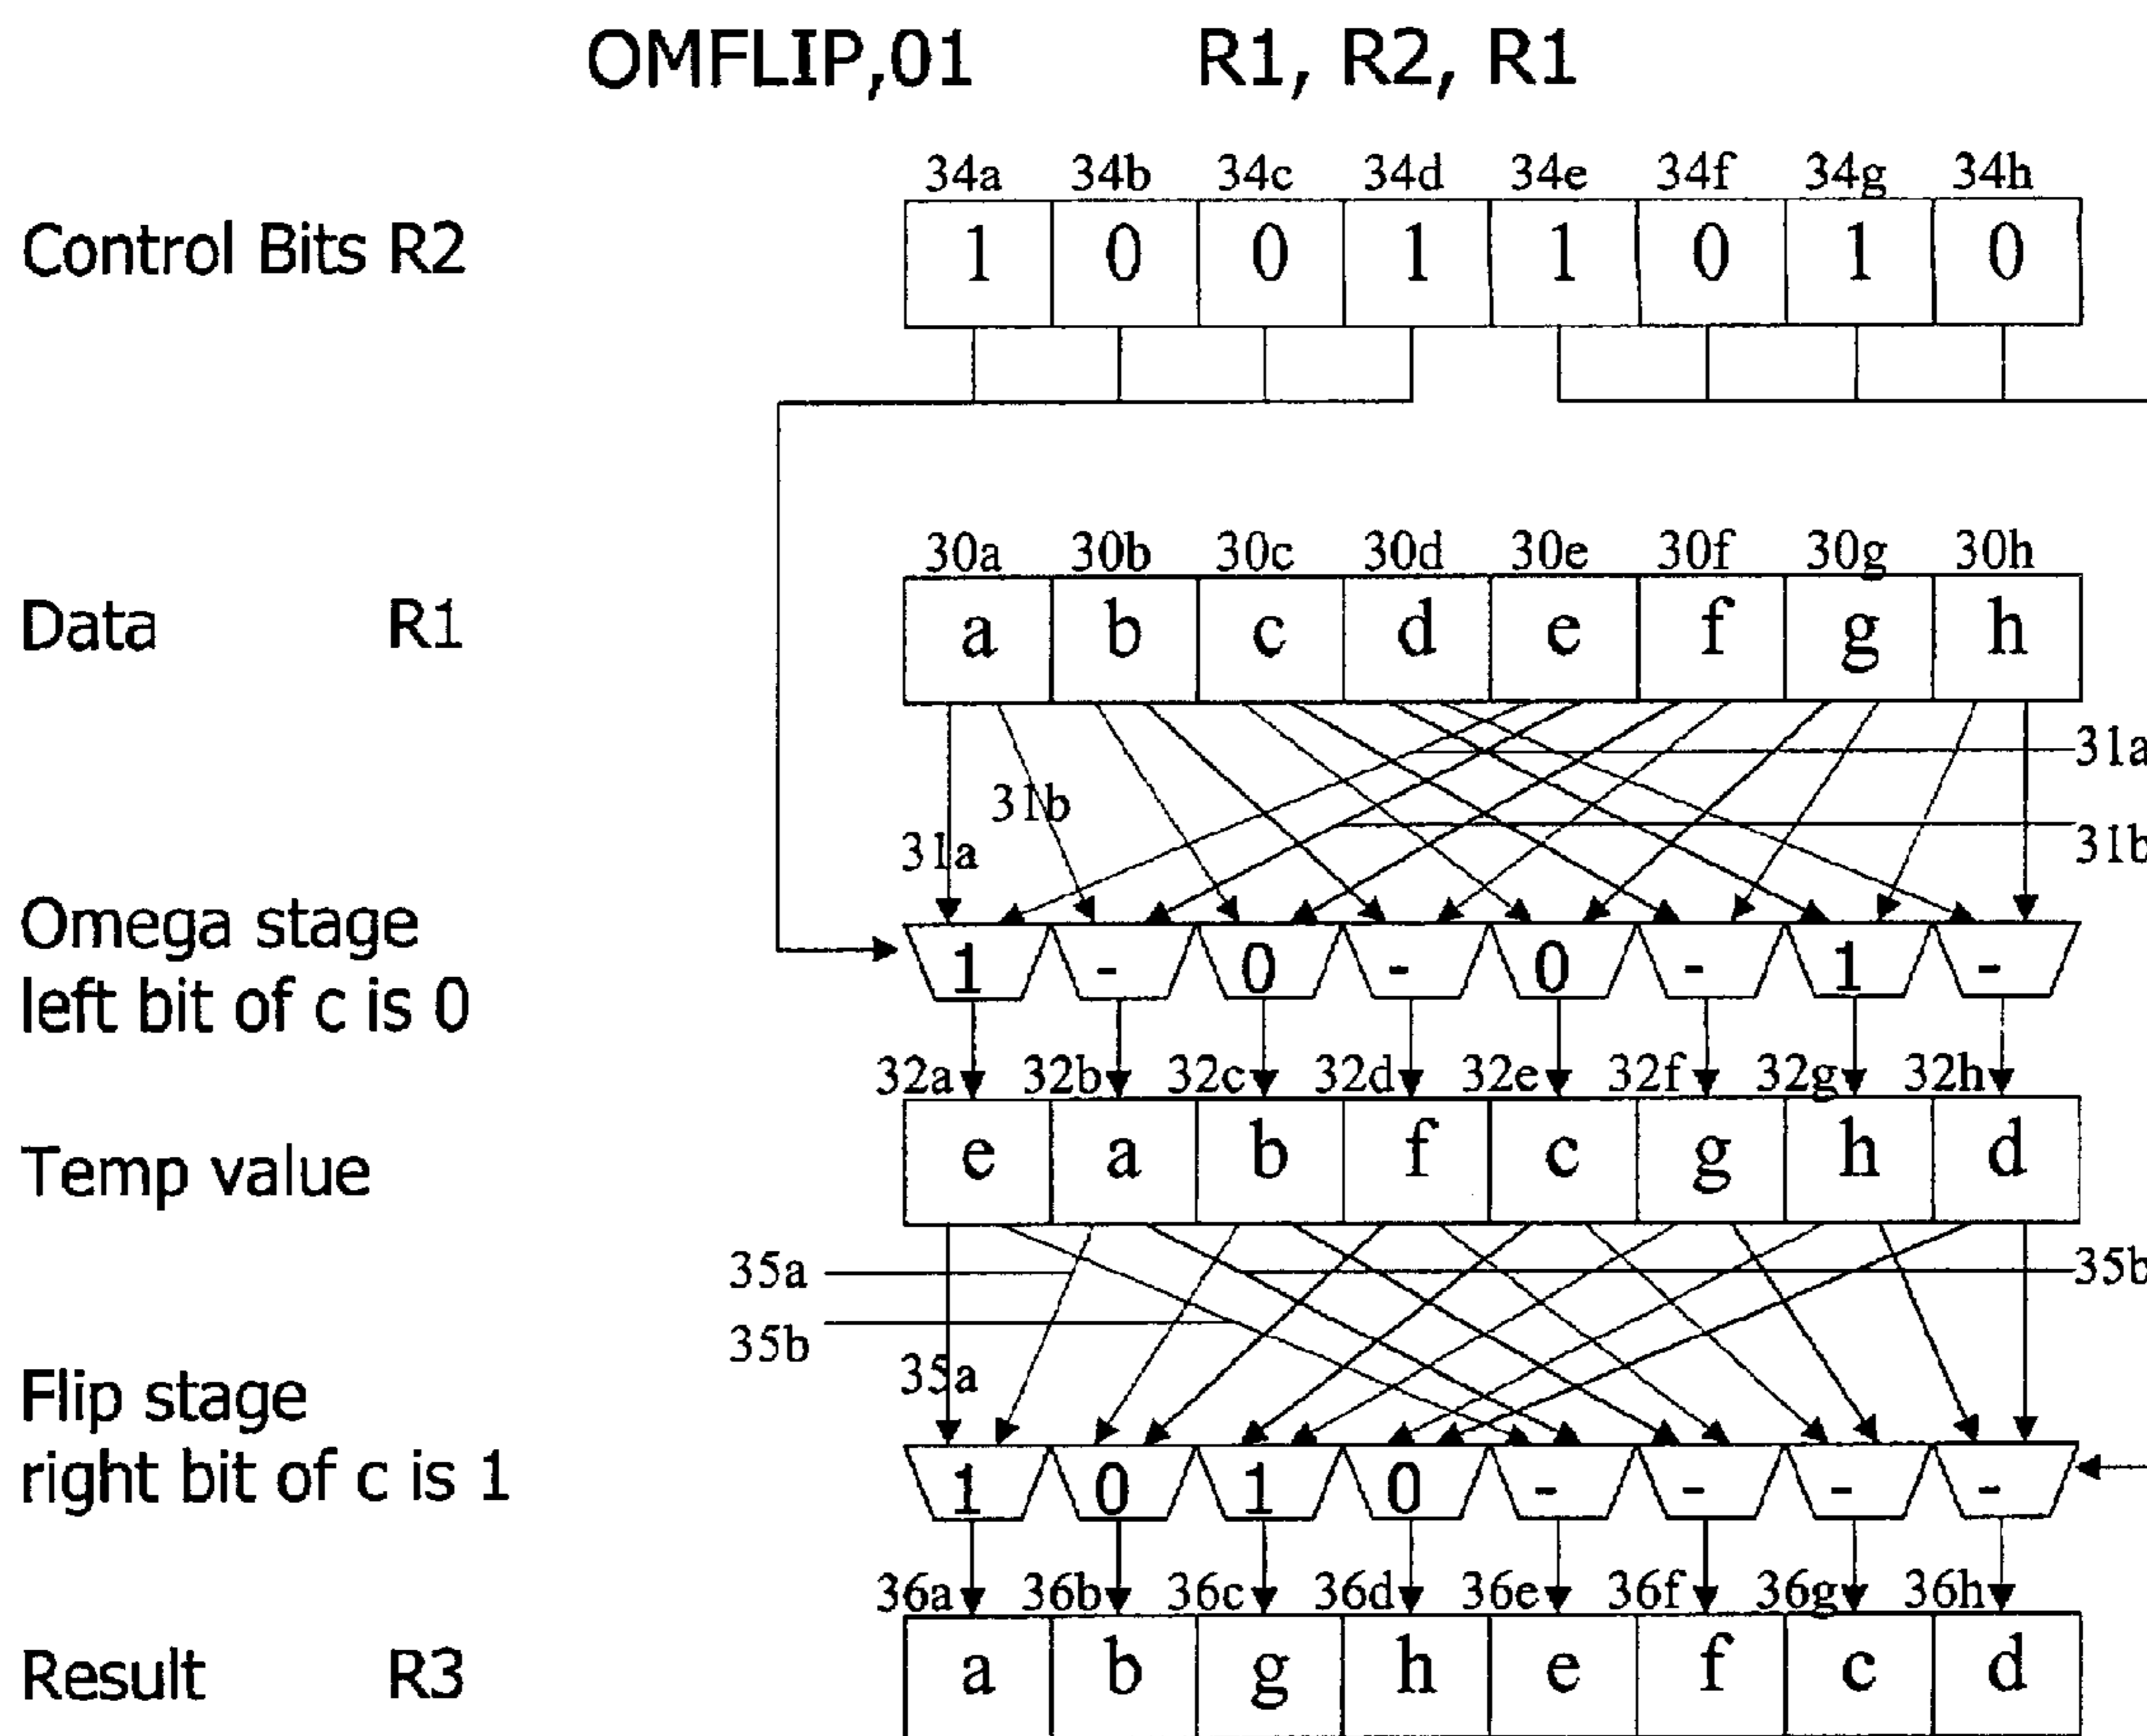 OMFLIP,01 R1, R2, R1
34a 34b 34c 34d 34e 34f 34g 34h
Control Bits R2 1 0 0 1 1 0 1 0
30a 30b 30c 30d 30e 30f 30g 30h
Data R1 a b c d e f g h
31a
31b
31a 31b
Omega stage
left bit of c is 0
1 - 0 - 0 - 1 -
32a 32b 32c 32d 32e 32f 32g 32h
Temp value e a b f c g h d
35a 35b
35b
35a
Flip stage
right bit of c is 1
1 0 1 0 - - - -
36a 36b 36c 36d 36e 36f 36g 36h
Result R3 a b g h e f c d